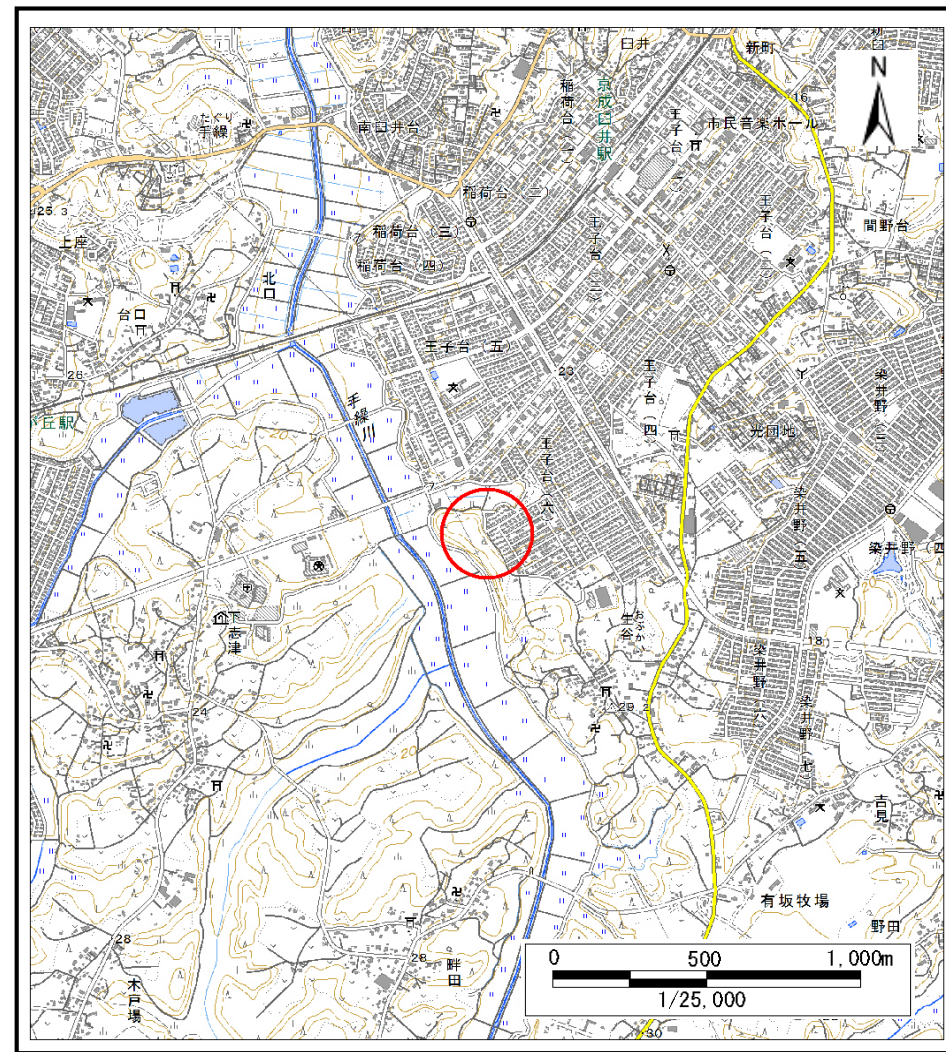 臼井
新町
N
たぐり
手繰
南臼井台
稲荷台（一）
京成臼井駅
王子台（一）
16
市民音楽ホール
25.3
稲荷台（二）
稲荷台（三）
稲荷台（四）
王子台（二）
王子台（三）
間野台
上座
北口
台口
26
王子台（五）
23
手繰川
王子台（四）
染井野（三）
光団地
が丘駅
王子台（六）
7
染井野（五）
染井野（四
下志津
生谷
おぶかい
18
染井野（六）
染井野（七）
24
29.2
吉見
有坂牧場
野田
28
木戸場
28
畔田
0 500 1,000m
1/25,000
30